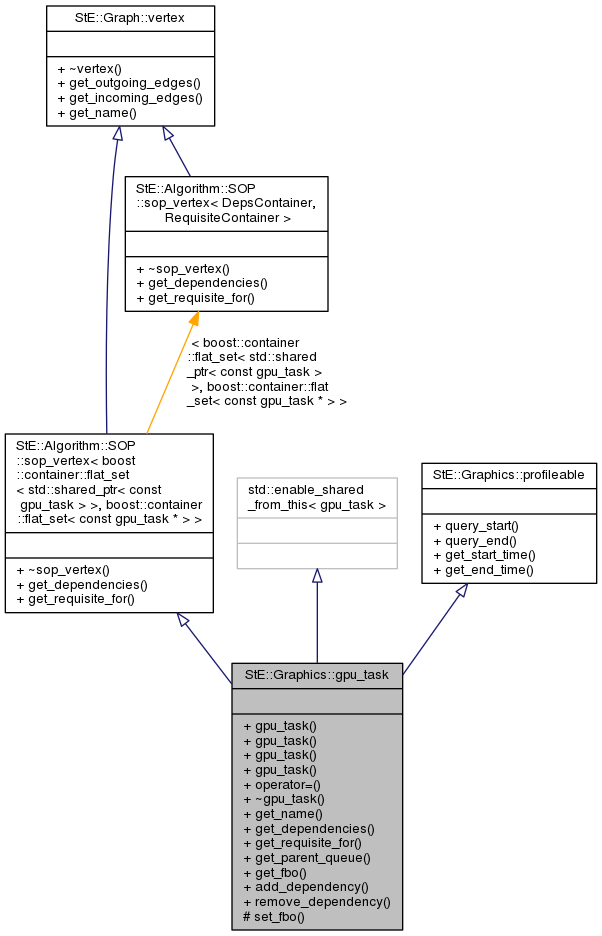 StE::Graph::vertex
+ ~vertex()
+ get_outgoing_edges()
+ get_incoming_edges()
+ get_name()
StE::Algorithm::SOP
::sop_vertex< DepsContainer,
RequisiteContainer >
+ ~sop_vertex()
+ get_dependencies()
+ get_requisite_for()
< boost::container
::flat_set< std::shared
_ptr< const gpu_task >
>, boost::container::flat
_set< const gpu_task * > >
StE::Algorithm::SOP
::sop_vertex< boost
::container::flat_set
< std::shared_ptr< const
gpu_task > >, boost::container
::flat_set< const gpu_task * > >
+ ~sop_vertex()
+ get_dependencies()
+ get_requisite_for()
std::enable_shared
_from_this< gpu_task >
StE::Graphics::profileable
+ query_start()
+ query_end()
+ get_start_time()
+ get_end_time()
StE::Graphics::gpu_task
+ gpu_task()
+ gpu_task()
+ gpu_task()
+ gpu_task()
+ operator=()
+ ~gpu_task()
+ get_name()
+ get_dependencies()
+ get_requisite_for()
+ get_parent_queue()
+ get_fbo()
+ add_dependency()
+ remove_dependency()
# set_fbo()